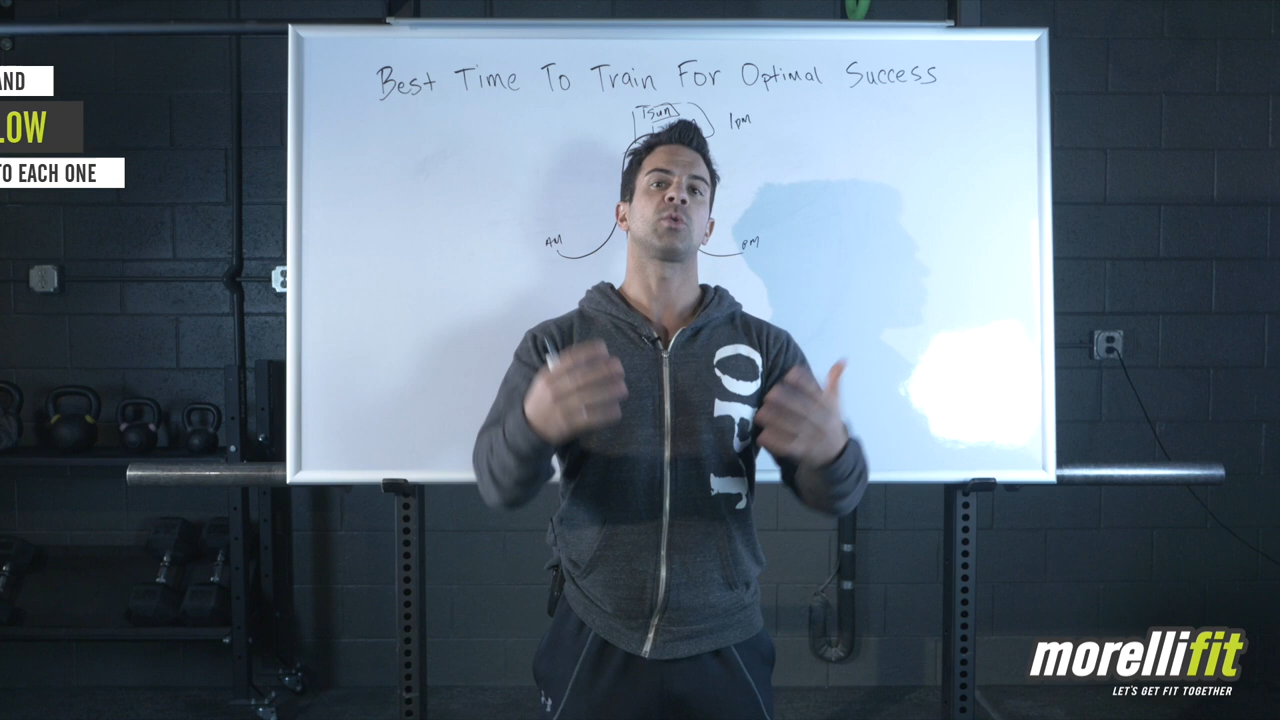 AND
LOW
TO EACH ONE
Best Time To Train For Optimal Success
1pm
AM
PM
morellifit
LET'S GET FIT TOGETHER